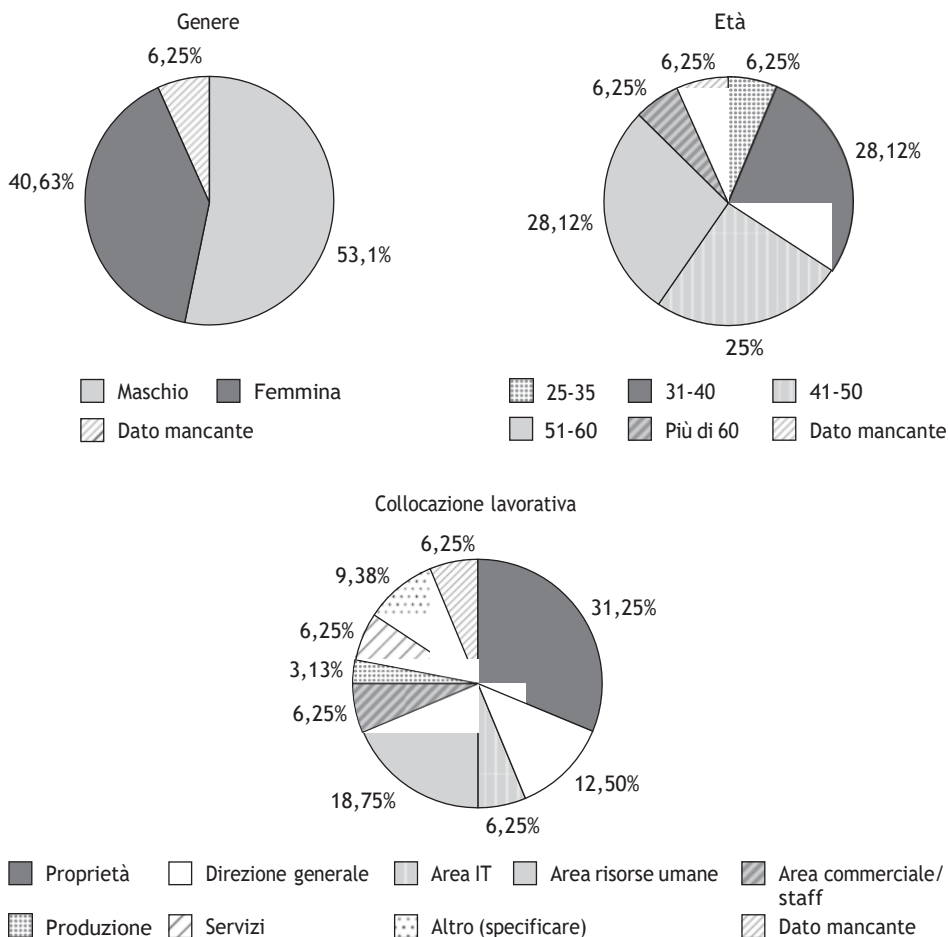 Genere
6,25%
40,63%
53,1%
Maschio Femmina
Dato mancante
Età
6,25% 6,25%
6,25%
28,12%
28,12%
25%
25-35 31-40 41-50
51-60 Più di 60 Dato mancante
Collocazione lavorativa
6,25%
9,38%
31,25%
6,25%
3,13%
6,25%
12,50%
18,75%
6,25%
Proprietà Direzione generale Area IT Area risorse umane Area commerciale/
staff
Produzione Servizi Altro (specificare) Dato mancante